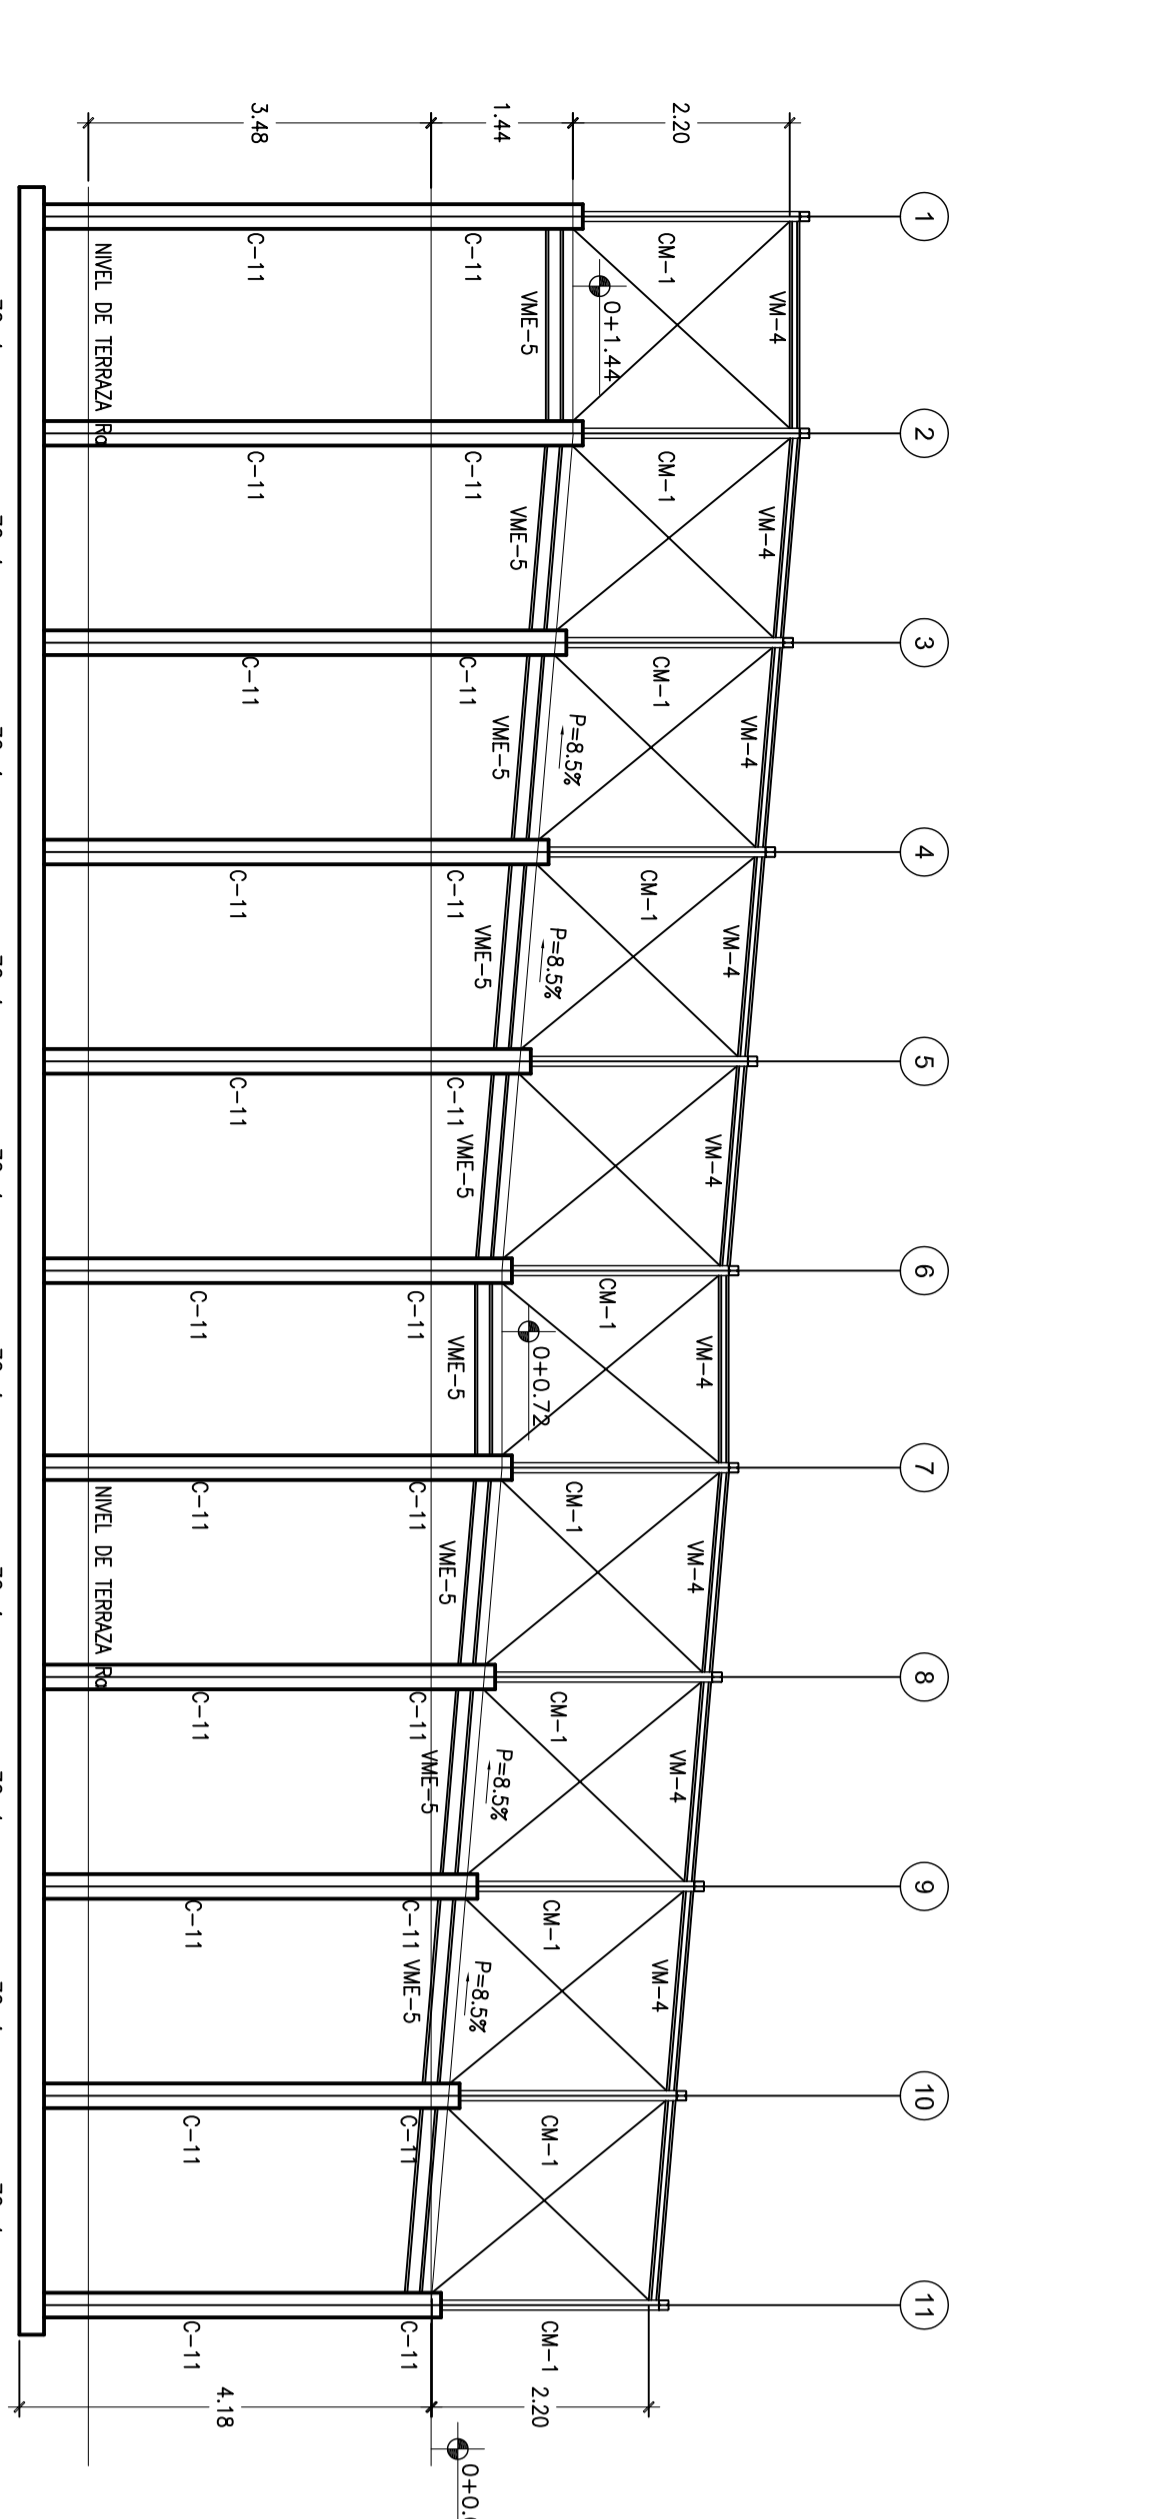 1 2 3 4 5 6 7 8 9 10 11
2.20
1.44
3.48
VM-4 VM-4 VM-4 VM-4 VM-4 VM-4 VM-4 VM-4 VM-4 VM-4
CM-1 CM-1 CM-1 CM-1 CM-1 CM-1 CM-1 CM-1 CM-1 CM-1
0+1.44
P=8.5%
P=8.5%
0+0.72
P=8.5%
P=8.5%
VME-5 VME-5 VME-5 VME-5 VME-5 VME-5 VME-5 VME-5 VME-5
C-11 C-11 C-11 C-11 C-11 C-11 C-11 C-11 C-11 C-11 C-11
C-11 C-11 C-11 C-11 C-11 C-11 C-11 C-11 C-11 C-11 C-11
NIVEL DE TERRAZA Ra
NIVEL DE TERRAZA Ra
2.20
4.18